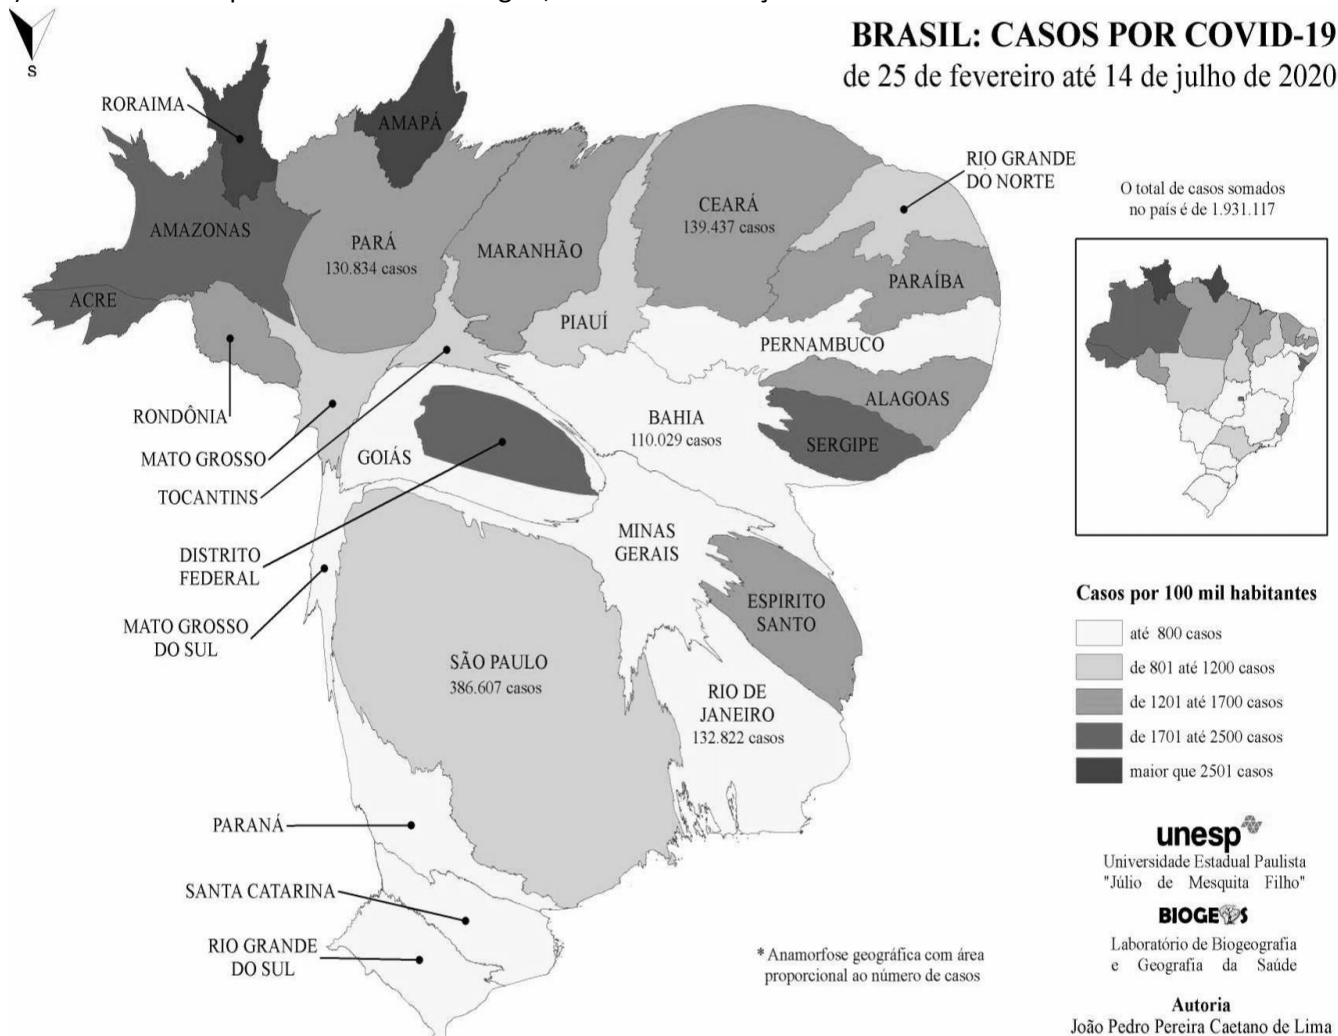 BRASIL: CASOS POR COVID-19
de 25 de fevereiro até 14 de julho de 2020
S
RORAIMA
AMAPÁ
RIO GRANDE
DO NORTE
O total de casos somados
no país é de 1.931.117
CEARÁ
139.437 casos
AMAZONAS
PARÁ
130.834 casos
MARANHÃO
PARAÍBA
ACRE
PIAUÍ
PERNAMBUCO
RONDÔNIA
ALAGOAS
BAHIA
110.029 casos
SERGIPE
MATO GROSSO
GOIÁS
TOCANTINS
MINAS
GERAIS
DISTRITO
FEDERAL
ESPIRITO
SANTO
MATO GROSSO
DO SUL
SÃO PAULO
386.607 casos
RIO DE
JANEIRO
132.822 casos
Casos por 100 mil habitantes
até 800 casos
de 801 até 1200 casos
de 1201 até 1700 casos
de 1701 até 2500 casos
maior que 2501 casos
PARANÁ
SANTA CATARINA
RIO GRANDE
DO SUL
* Anamorfose geográfica com área
proporcional ao número de casos
unesp
Universidade Estadual Paulista
"Júlio de Mesquita Filho"
BIOGEOS
Laboratório de Biogeografia
e Geografia da Saúde
Autoria
João Pedro Pereira Caetano de Lima